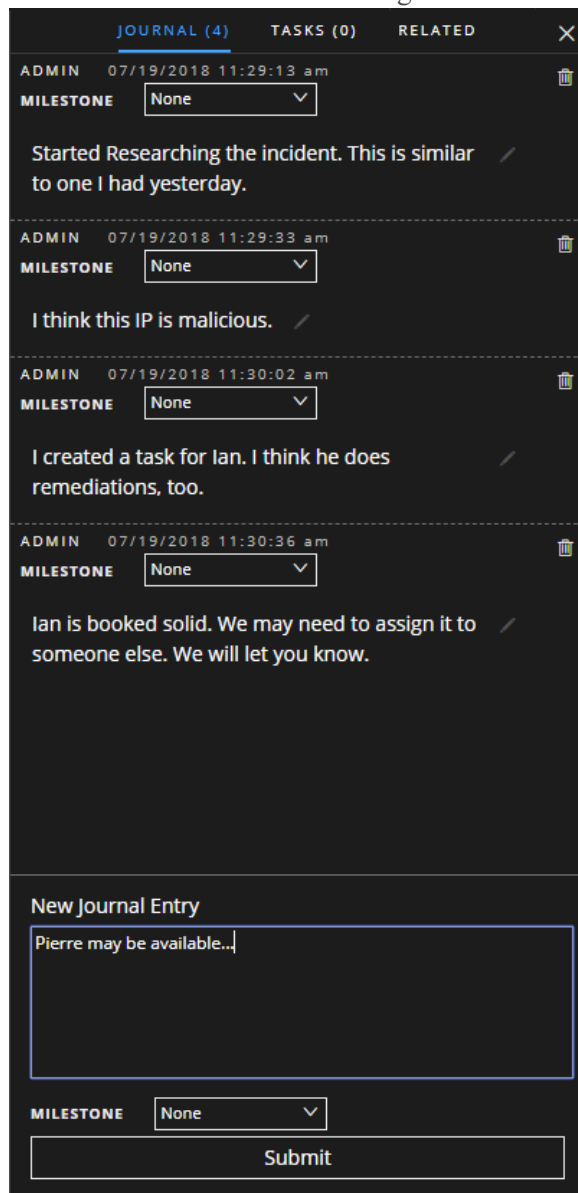 JOURNAL (4) TASKS (0) RELATED
ADMIN 07/19/2018 11:29:13 am
MILESTONE None
Started Researching the incident. This is similar
to one I had yesterday.
ADMIN 07/19/2018 11:29:33 am
MILESTONE None
I think this IP is malicious.
ADMIN 07/19/2018 11:30:02 am
MILESTONE None
I created a task for Ian. I think he does
remediations, too.
ADMIN 07/19/2018 11:30:36 am
MILESTONE None
Ian is booked solid. We may need to assign it to
someone else. We will let you know.
New Journal Entry
Pierre may be available...
MILESTONE None
Submit